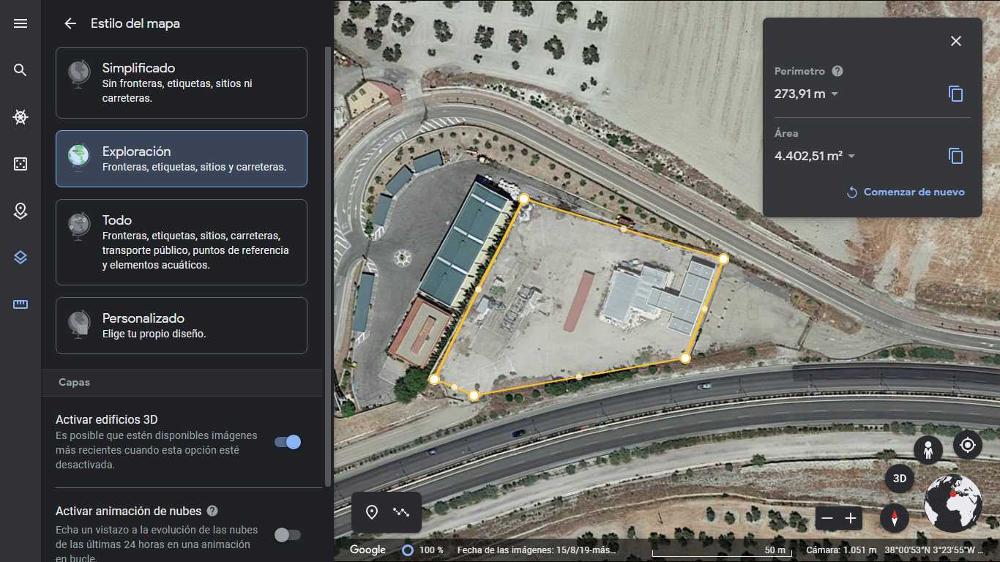 Estilo del mapa
Simplificado
Sin fronteras, etiquetas, sitios ni
carreteras.
Exploración
Fronteras, etiquetas, sitios y carreteras.
Todo
Fronteras, etiquetas, sitios, carreteras,
transporte público, puntos de referencia
y elementos acuáticos.
Personalizado
Elige tu propio diseño.
Capas
Activar edificios 3D
Es posible que estén disponibles imágenes
más recientes cuando esta opción esté
desactivada.
Activar animación de nubes ?
Echa un vistazo a la evolución de las nubes
de las últimas 24 horas en una animación
en bucle.
Perímetro ?
273,91 m
Área
4.402,51 m²
Comenzar de nuevo
3D
Google
100 %
Fecha de las imágenes: 15/8/19-más...
50 m
Cámara: 1.051 m
38°00'53"N 3°23'55"W ...